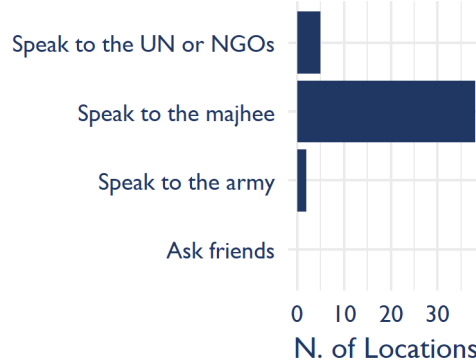 Speak to the UN or NGOs
Speak to the majhee
Speak to the army
Ask friends
0 10 20 30
N. of Locations